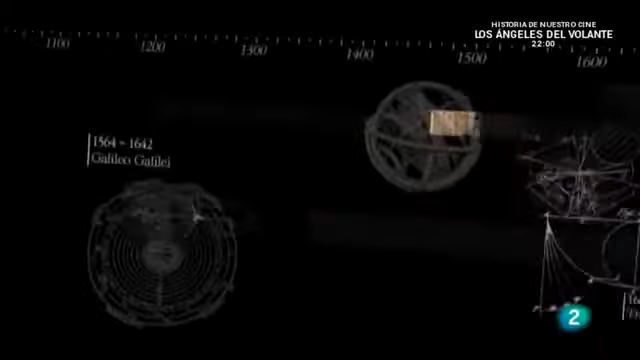 HISTORIA DE NUESTRO CINE
LOS ÁNGELES DEL VOLANTE
22:00
1100
1200
1300
1400
1500
1600
1564 - 1642
Galileo Galilei
2